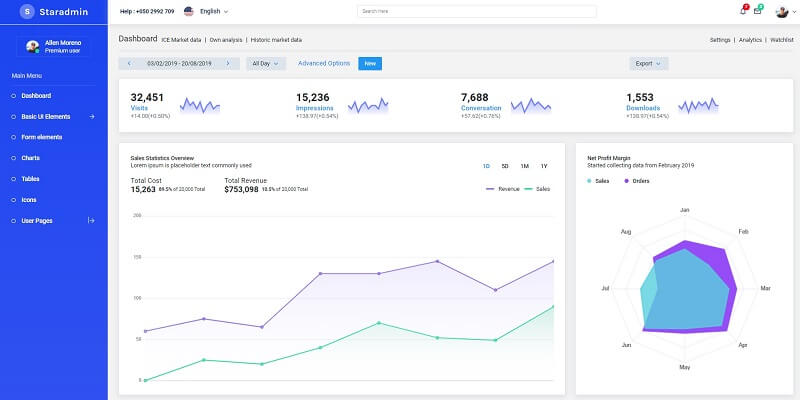 S Staradmin
Help : +050 2992 709
English
Search Here
7
8
Allen Moreno
Premium user
Main Menu
Dashboard
Basic UI Elements
Form elements
Charts
Tables
Icons
User Pages
Dashboard ICE Market data | Own analysis | Historic market data
Settings | Analytics | Watchlist
03/02/2019 - 20/08/2019
All Day
Advanced Options
New
Export
32,451
Visits
+14.00(+0.50%)
15,236
Impressions
+138.97(+0.54%)
7,688
Conversation
+57.62(+0.76%)
1,553
Downloads
+138.97(+0.54%)
Sales Statistics Overview
Lorem ipsum is placeholder text commonly used
1D 5D 1M 1Y
Total Cost
15,263 89.5% of 20,000 Total
Total Revenue
$753,098 10.5% of 20,000 Total
Revenue Sales
200
150
100
50
0
Net Profit Margin
Started collecting data from February 2019
Sales Orders
Jan
Feb
Mar
Apr
May
Jun
Jul
Aug